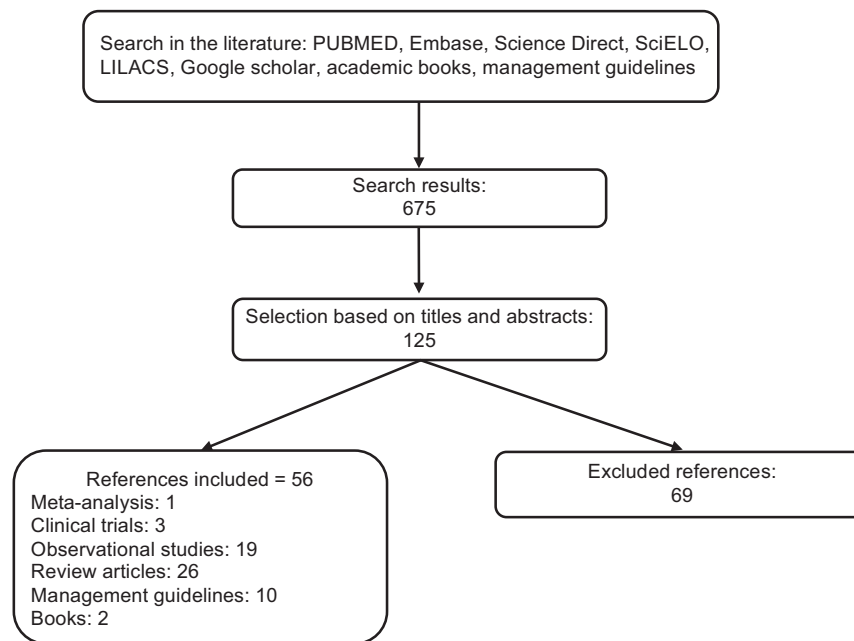 Search in the literature: PUBMED, Embase, Science Direct, SciELO,
LILACS, Google scholar, academic books, management guidelines
Search results:
675
Selection based on titles and abstracts:
125
References included = 56
Meta-analysis: 1
Clinical trials: 3
Observational studies: 19
Review articles: 26
Management guidelines: 10
Books: 2
Excluded references:
69